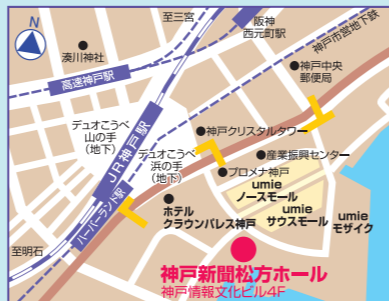 N
至三宮
阪神
西元町駅
神戸市営地下鉄
湊川神社
高速神戸駅
神戸中央
郵便局
デュオこうべ
山の手
(地下)
JR神戸駅
デュオこうべ
浜の手
(地下)
神戸クリスタルタワー
産業振興センター
プロメナ神戸
umie
ノースモール
umie
サウスモール
umie
モザイク
ハーバーランド駅
ホテル
クラウンパレス神戸
至明石
神戸新聞松方ホール
神戸情報文化ビル4F